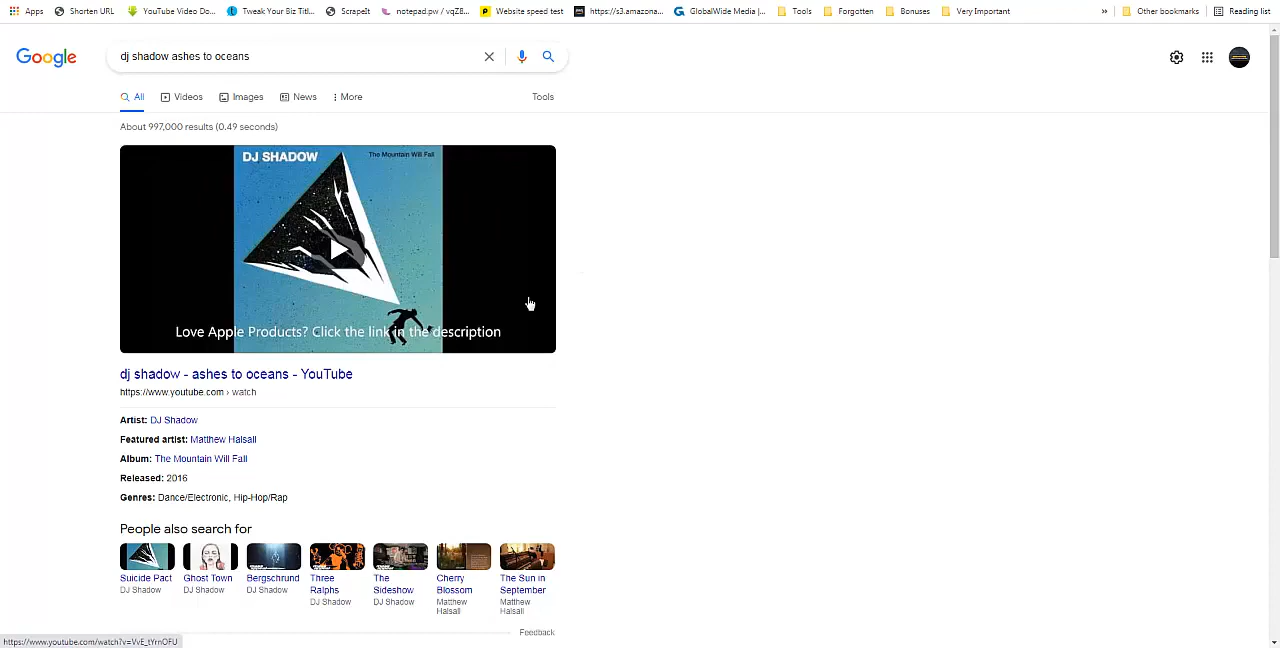 Apps Shorten URL YouTube Video Do... Tweak Your Biz Titl... ScrapeIt notepad.pw / vqZ8... Website speed test https://s3.amazona... GlobalWide Media |... Tools Forgotten Bonuses Very Important » Other bookmarks Reading list
Google dj shadow ashes to oceans
All Videos Images News More Tools
About 997,000 results (0.49 seconds)
DJ SHADOW The Mountain Will Fall
Love Apple Products? Click the link in the description
dj shadow - ashes to oceans - YouTube
https://www.youtube.com › watch
Artist: DJ Shadow
Featured artist: Matthew Halsall
Album: The Mountain Will Fall
Released: 2016
Genres: Dance/Electronic, Hip-Hop/Rap
People also search for
Suicide Pact Ghost Town Bergschrund Three Ralphs The Sideshow Cherry Blossom The Sun in September
DJ Shadow DJ Shadow DJ Shadow DJ Shadow DJ Shadow Matthew Halsall Matthew Halsall
Feedback
https://www.youtube.com/watch?v=VvE_tYrnOFU